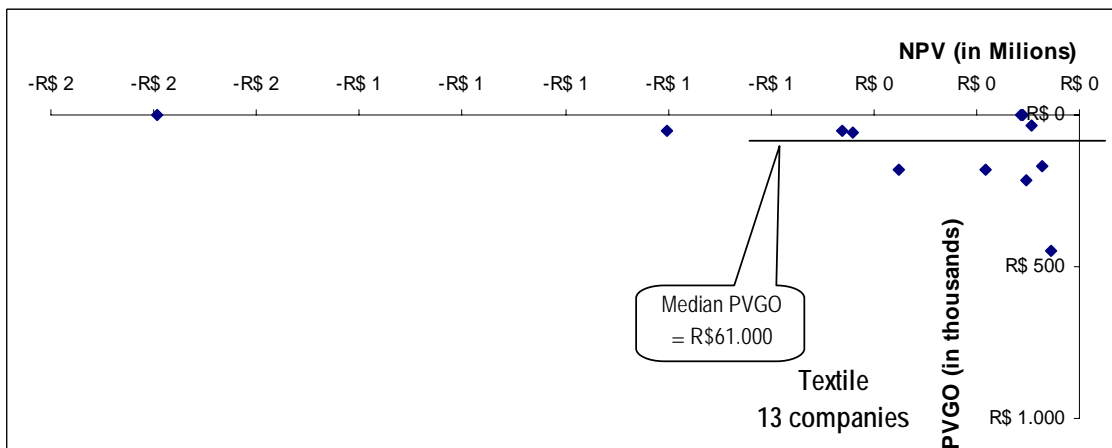 NPV (in Milions)
-R$ 2 -R$ 2 -R$ 2 -R$ 1 -R$ 1 -R$ 1 -R$ 1 -R$ 1 R$ 0 R$ 0 R$ 0
R$ 0
R$ 500
R$ 1.000
PVGO (in thousands)
Median PVGO
= R$61.000
Textile
13 companies